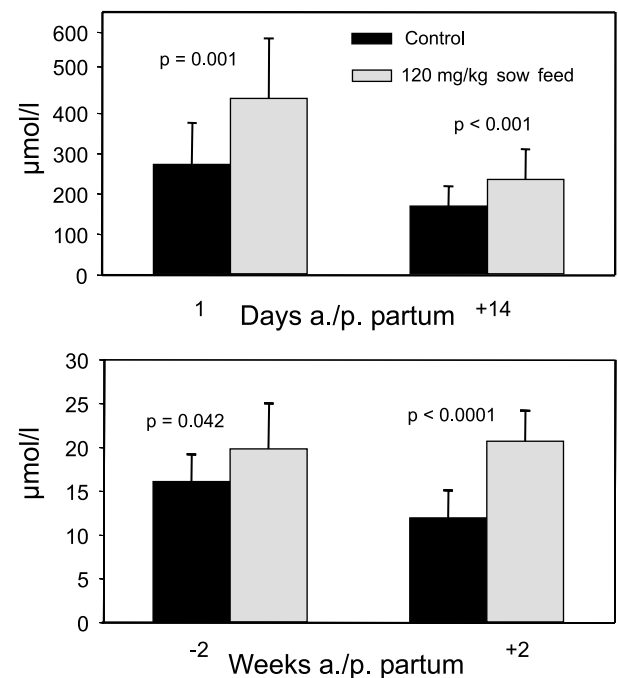 600
500
400
300
200
100
0
µmol/l
Control
120 mg/kg sow feed
p = 0.001
p < 0.001
1
+14
Days a./p. partum
30
25
20
15
10
5
0
µmol/l
p = 0.042
p < 0.0001
-2
+2
Weeks a./p. partum